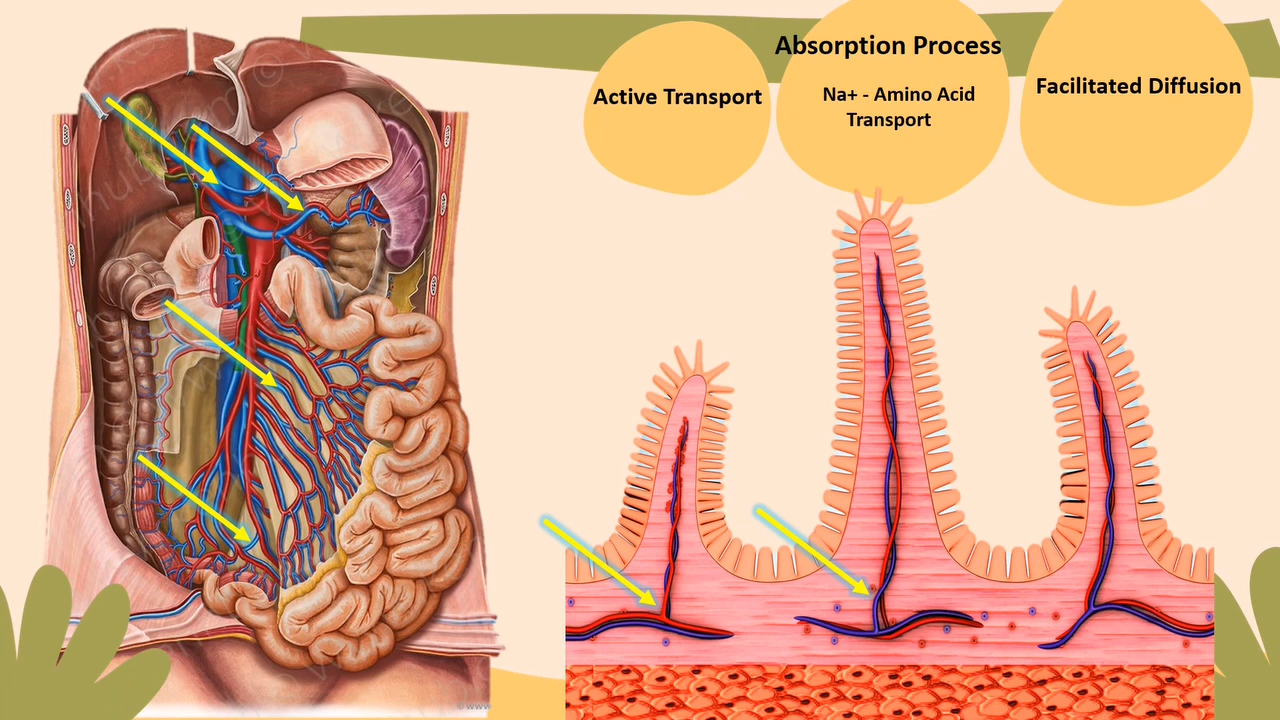 Absorption Process
Active Transport
Na+ - Amino Acid
Transport
Facilitated Diffusion